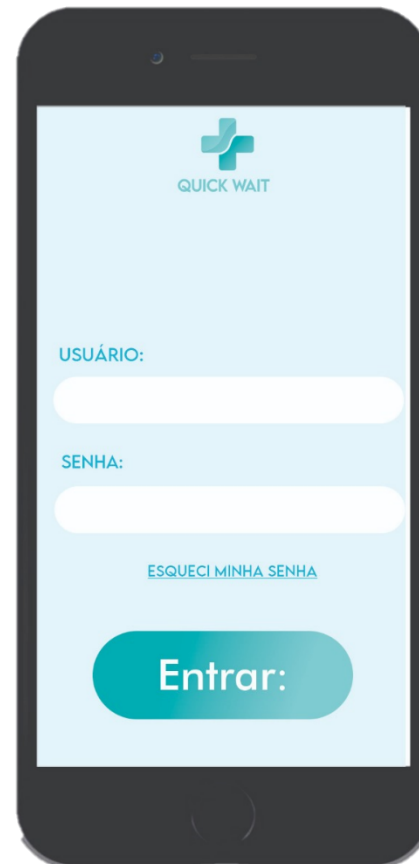 QUICK WAIT
USUÁRIO:
SENHA:
ESQUECI MINHA SENHA
Entrar: